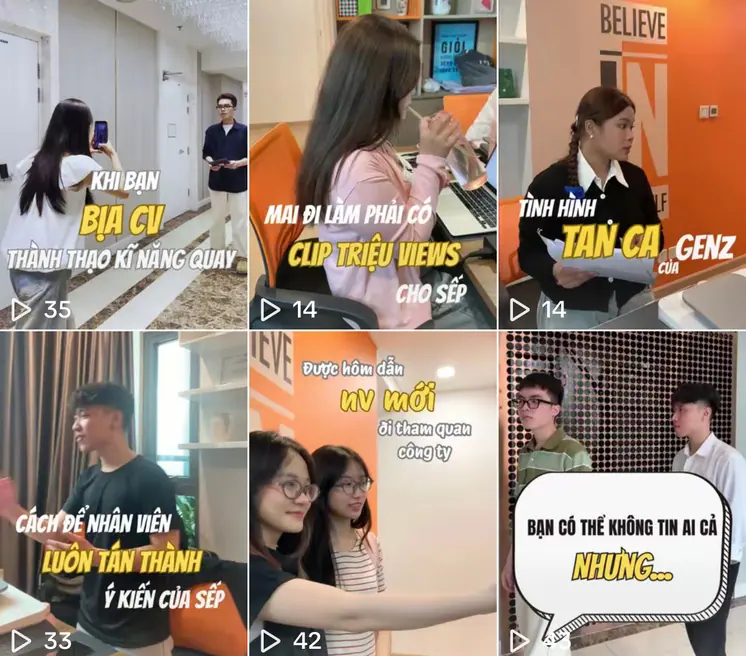 KHI BẠN
BỊA CV
THÀNH THẠO KĨ NĂNG QUAY
35
GIỎI
MAI ĐI LÀM PHẢI CÓ
CLIP TRIỆU VIEWS
CHO SẾP
14
BELIEVE
IN
LF
TÌNH HÌNH
TAN CA
CỦA GENZ
14
CÁCH ĐỂ NHÂN VIÊN
LUÔN TÁN THÀNH
Ý KIẾN CỦA SẾP
33
IEVE
Được hôm dẫn
nv mới
đi tham quan
công ty
42
BẠN CÓ THỂ KHÔNG TIN AI CẢ
NHƯNG...